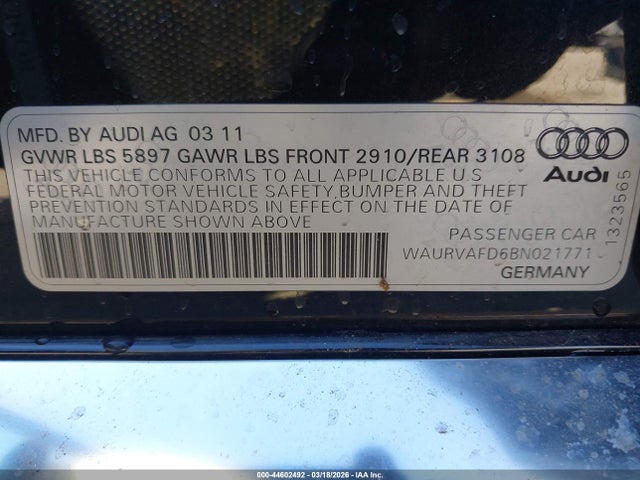 MFD. BY AUDI AG 03 11
GVWR LBS 5897 GAWR LBS FRONT 2910/REAR 3108
THIS VEHICLE CONFORMS TO ALL APPLICABLE U.S
FEDERAL MOTOR VEHICLE SAFETY,BUMPER AND THEFT
PREVENTION STANDARDS IN EFFECT ON THE DATE OF
MANUFACTURE SHOWN ABOVE
Audi
PASSENGER CAR
WAURVAFD6BN021771
GERMANY
1323565
000-44602492 - 03/18/2026 - IAA Inc.